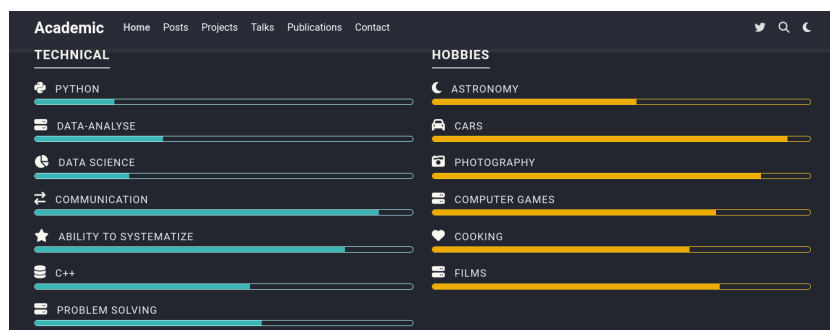 Academic Home Posts Projects Talks Publications Contact
TECHNICAL
PYTHON
DATA-ANALYSE
DATA SCIENCE
COMMUNICATION
ABILITY TO SYSTEMATIZE
C++
PROBLEM SOLVING
HOBBIES
ASTRONOMY
CARS
PHOTOGRAPHY
COMPUTER GAMES
COOKING
FILMS